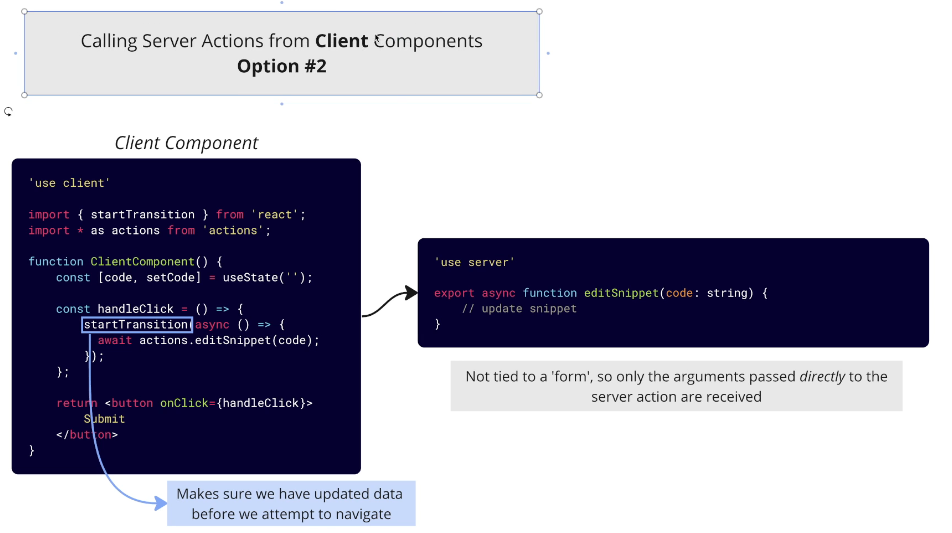 Calling Server Actions from Client Components
Option #2
Client Component
'use client'
import { startTransition } from 'react';
import * as actions from 'actions';
function ClientComponent() {
    const [code, setCode] = useState('');
    const handleClick = () => {
        startTransition(async () => {
          await actions.editSnippet(code);
        });
    };
    return <button onClick={handleClick}>
        Submit
    </button>
}
'use server'
export async function editSnippet(code: string) {
    // update snippet
}
Not tied to a 'form', so only the arguments passed directly to the
server action are received
Makes sure we have updated data
before we attempt to navigate